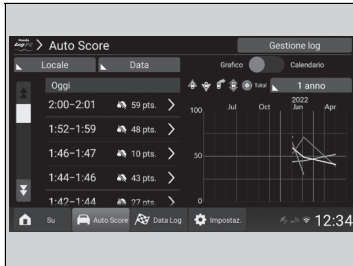 Honda
LogR
Auto Score
Gestione log
Locale
Data
Grafico
Calendario
Oggi
Total
1 anno
2:00–2:01 59 pts.
1:52–1:59 48 pts.
1:46–1:47 10 pts.
1:44–1:46 43 pts.
1:42–1:44 27 pts.
100
50
0
Jul
Oct
2022
Jan
Apr
Su
Auto Score
Data Log
Impostaz.
12:34